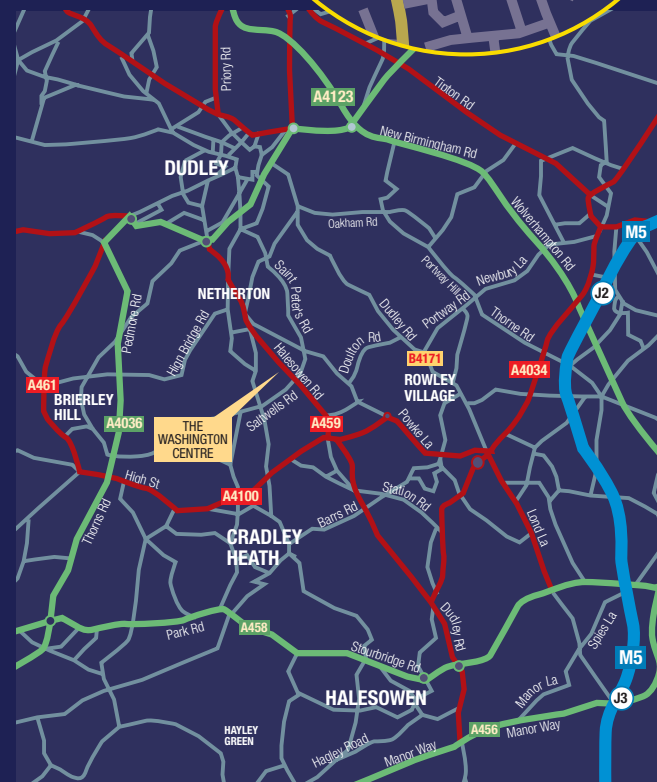 Priory Rd
Tipton Rd
A4123
New Birmingham Rd
DUDLEY
Wolverhampton Rd
Oakham Rd
M5
Portway Hill
Newbury La
Saint Peter's Rd
NETHERTON
J2
Pedmore Rd
High Bridge Rd
Dudley Rd
Portway Rd
Thorne Rd
Doulton Rd
Halesowen Rd
B4171
A4034
A461
ROWLEY
VILLAGE
BRIERLEY
HILL
Saltwells Rd
A4036
THE
WASHINGTON
CENTRE
A459
Powke La
High St
A4100
Station Rd
Barrs Rd
Thorns Rd
Lond La
CRADLEY
HEATH
Dudley Rd
Spies La
Park Rd
A458
Stourbridge Rd
M5
Manor La
HALESOWEN
J3
HAYLEY
GREEN
A456
Manor Way
Hagley Road
Manor Way